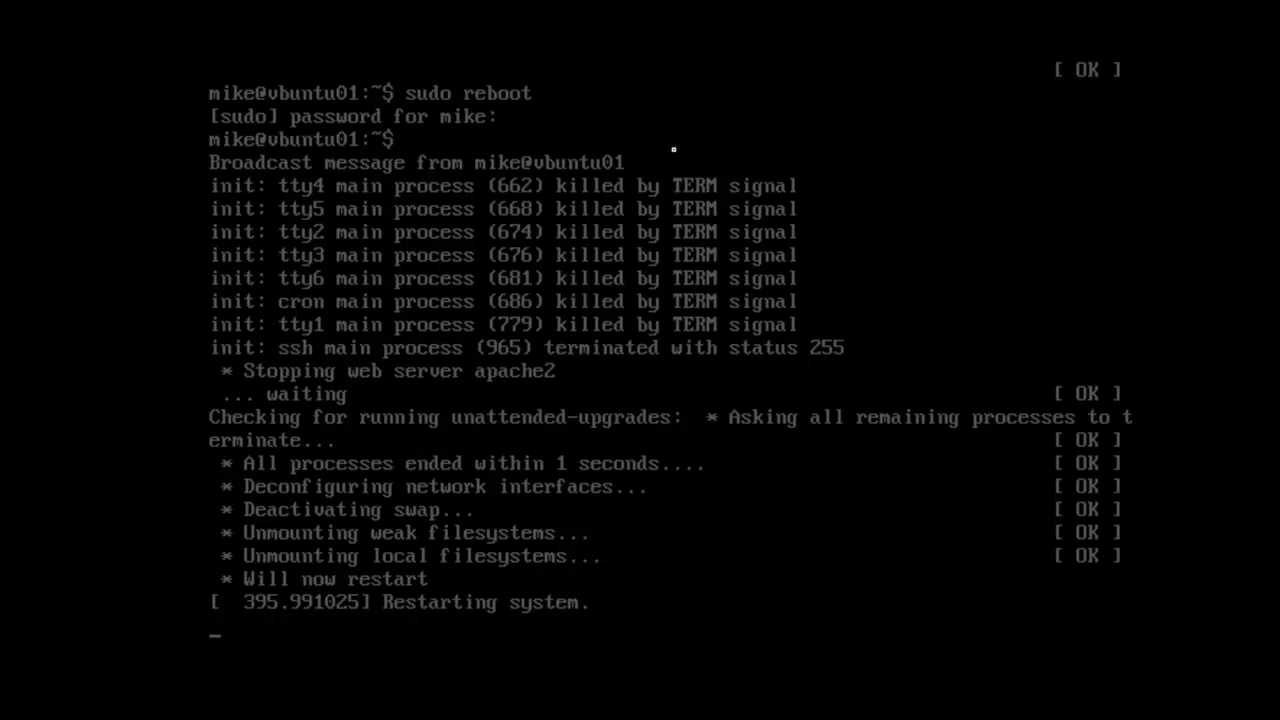 [ OK ]
mike@vbuntu01:~$ sudo reboot
[sudo] password for mike:
mike@vbuntu01:~$
Broadcast message from mike@vbuntu01
init: tty4 main process (662) killed by TERM signal
init: tty5 main process (668) killed by TERM signal
init: tty2 main process (674) killed by TERM signal
init: tty3 main process (676) killed by TERM signal
init: tty6 main process (681) killed by TERM signal
init: cron main process (686) killed by TERM signal
init: tty1 main process (779) killed by TERM signal
init: ssh main process (965) terminated with status 255
* Stopping web server apache2
... waiting [ OK ]
Checking for running unattended-upgrades:  * Asking all remaining processes to t
erminate... [ OK ]
* All processes ended within 1 seconds.... [ OK ]
* Deconfiguring network interfaces... [ OK ]
* Deactivating swap... [ OK ]
* Unmounting weak filesystems... [ OK ]
* Unmounting local filesystems... [ OK ]
* Will now restart
[  395.991025] Restarting system.
_